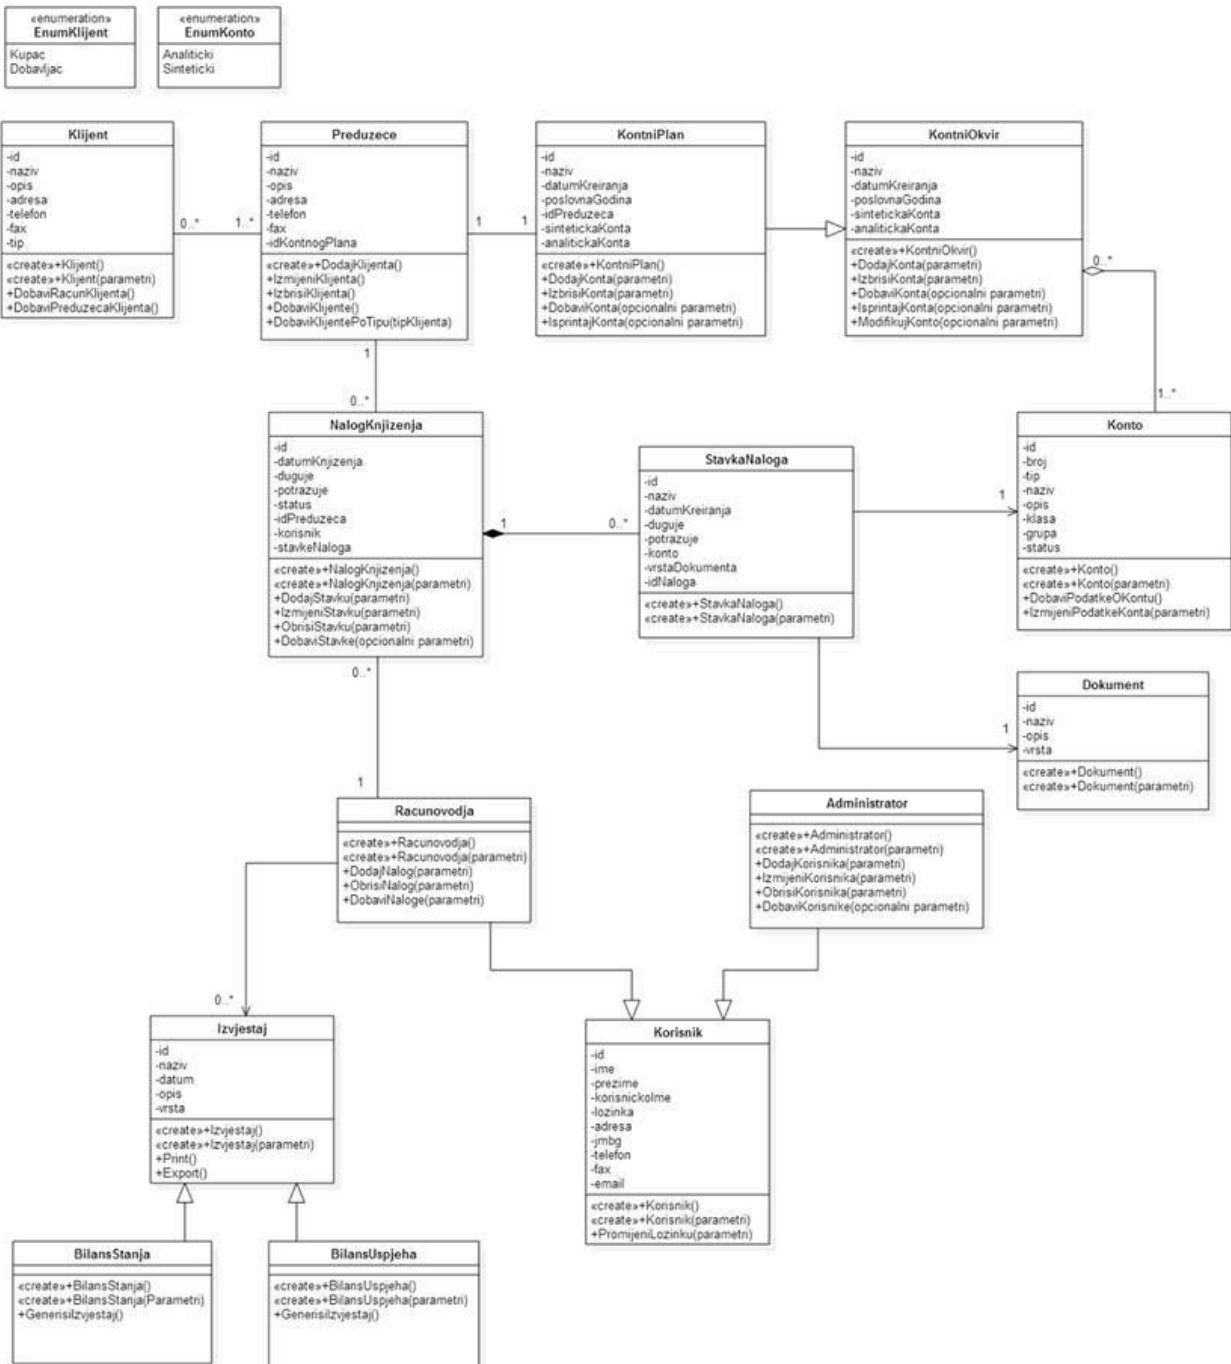 «enumeration»
EnumKlijent
Kupac
Dobavljac
«enumeration»
EnumKonto
Analiticki
Sinteticki
Klijent
-id
-naziv
-opis
-adresa
-telefon
-fax
-tip
«create»+Klijent()
«create»+Klijent(parametri)
+DobaviRacunKlijenta()
+DobaviPreduzecaKlijenta()
0..*
1..*
Preduzece
-id
-naziv
-opis
-adresa
-telefon
-fax
-idKontnogPlana
«create»+DodajKlijenta()
+IzmijeniKlijenta()
+IzbrisiKlijenta()
+DobaviKlijente()
+DobaviKlijentePoTipu(tipKlijenta)
1
1
KontniPlan
-id
-naziv
-datumKreiranja
-poslovnaGodina
-idPreduzeca
-sintetickaKonta
-analitickaKonta
«create»+KontniPlan()
+DodajKonta(parametri)
+IzbrisiKonta(parametri)
+DobaviKonta(opcionalni parametri)
+IsprintajKonta(opcionalni parametri)
KontniOkvir
-id
-naziv
-datumKreiranja
-poslovnaGodina
-sintetickaKonta
-analitickaKonta
«create»+KontniOkvir()
+DodajKonta(parametri)
+IzbrisiKonta(parametri)
+DobaviKonta(opcionalni parametri)
+IsprintajKonta(opcionalni parametri)
+ModifikujKonto(opcionalni parametri)
0..*
1..*
1
0..*
NalogKnjizenja
-id
-datumKnjizenja
-duguje
-potrazuje
-status
-idPreduzeca
-korisnik
-stavkeNaloga
«create»+NalogKnjizenja()
«create»+NalogKnjizenja(parametri)
+DodajStavku(parametri)
+IzmijeniStavku(parametri)
+ObrisiStavku(parametri)
+DobaviStavke(opcionalni parametri)
1
0..*
StavkaNaloga
-id
-naziv
-datumKreiranja
-duguje
-potrazuje
-konto
-vrstaDokumenta
-idNaloga
«create»+StavkaNaloga()
«create»+StavkaNaloga(parametri)
1
Konto
-id
-broj
-tip
-naziv
-opis
-klasa
-grupa
-status
«create»+Konto()
«create»+Konto(parametri)
+DobaviPodatkeOKontu()
+IzmijeniPodatkeKonta(parametri)
1
Dokument
-id
-naziv
-opis
-vrsta
«create»+Dokument()
«create»+Dokument(parametri)
0..*
1
Racunovodja
«create»+Racunovodja()
«create»+Racunovodja(parametri)
+DodajNalog(parametri)
+ObrisiNalog(parametri)
+DobaviNaloge(parametri)
Administrator
«create»+Administrator()
«create»+Administrator(parametri)
+DodajKorisnika(parametri)
+IzmijeniKorisnika(parametri)
+ObrisiKorisnika(parametri)
+DobaviKorisnike(opcionalni parametri)
0..*
Izvjestaj
-id
-naziv
-datum
-opis
-vrsta
«create»+Izvjestaj()
«create»+Izvjestaj(parametri)
+Print()
+Export()
Korisnik
-id
-ime
-prezime
-korisnickoIme
-lozinka
-adresa
-jmbg
-telefon
-fax
-email
«create»+Korisnik()
«create»+Korisnik(parametri)
+PromijeniLozinku(parametri)
BilansStanja
«create»+BilansStanja()
«create»+BilansStanja(Parametri)
+GenerisiIzvjestaj()
BilansUspjeha
«create»+BilansUspjeha()
«create»+BilansUspjeha(parametri)
+GenerisiIzvjestaj()